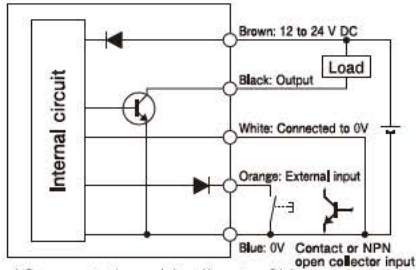 Internal circuit
Brown: 12 to 24 V DC
Load
Black: Output
White: Connected to 0V
Orange: External input
Blue: 0V
Contact or NPN
open collector input